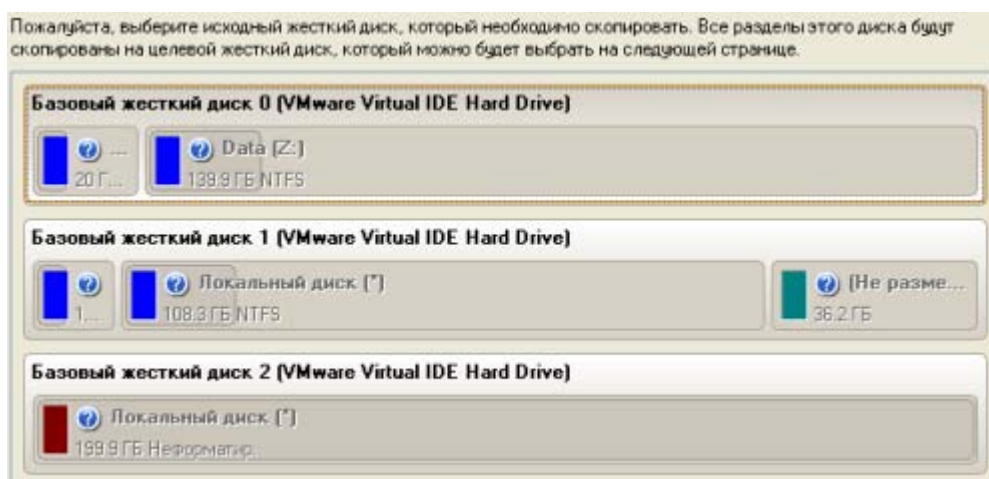 Пожалуйста, выберите исходный жесткий диск, который необходимо скопировать. Все разделы этого диска будут
скопированы на целевой жесткий диск, который можно будет выбрать на следующей странице.
Базовый жесткий диск 0 (VMware Virtual IDE Hard Drive)
... Data (Z:)
20 Г... 139.9 ГБ NTFS
Базовый жесткий диск 1 (VMware Virtual IDE Hard Drive)
Локальный диск (*) (Не разме...
1... 108.3 ГБ NTFS 36.2 ГБ
Базовый жесткий диск 2 (VMware Virtual IDE Hard Drive)
Локальный диск (*)
199.9 ГБ Неформатир.